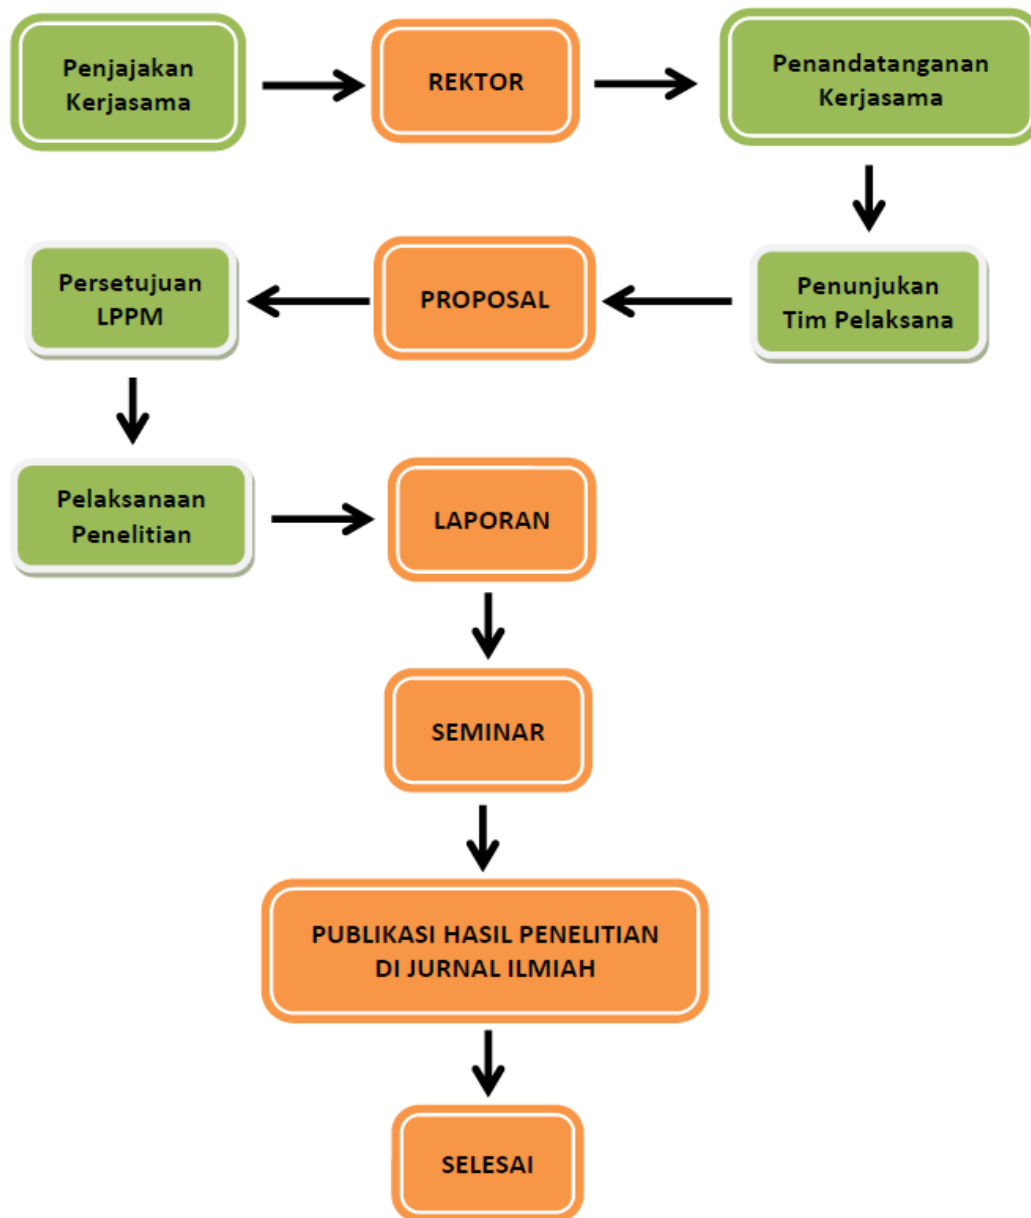 Penjajakan
Kerjasama
REKTOR
Penandatanganan
Kerjasama
Penunjukan
Tim Pelaksana
PROPOSAL
Persetujuan
LPPM
Pelaksanaan
Penelitian
LAPORAN
SEMINAR
PUBLIKASI HASIL PENELITIAN
DI JURNAL ILMIAH
SELESAI